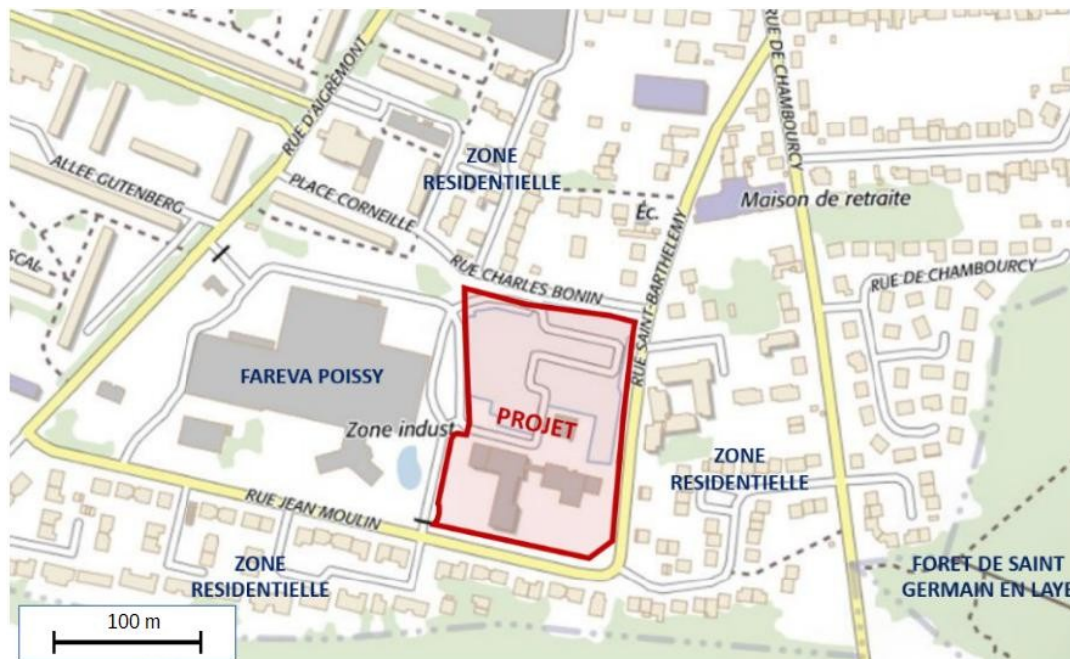 RUE D'AIGREMONT
RUE DE CHAMBOURCY
ZONE
RESIDENTIELLE
ALLEE GUTENBERG
PLACE CORNEILLE
Maison de retraite
Éc.
SCAL
RUE CHARLES BONIN
RUE SAINT-BARTHELEMY
RUE DE CHAMBOURCY
FAREVA POISSY
PROJET
Zone indust
ZONE
RESIDENTIELLE
RUE JEAN MOULIN
ZONE
RESIDENTIELLE
FORET DE SAINT
GERMAIN EN LAYE
100 m